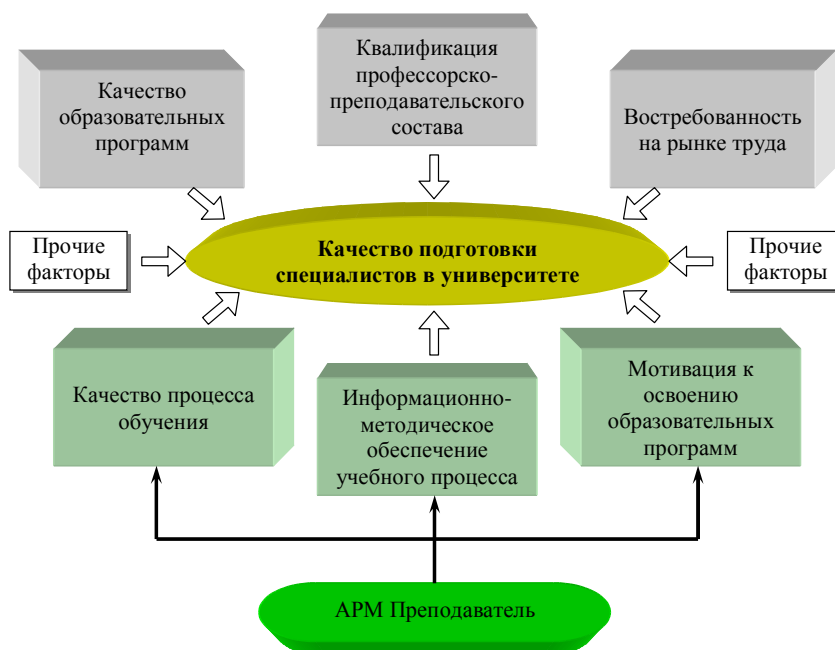 Качество
образовательных
программ
Квалификация
профессорско-
преподавательского
состава
Востребованность
на рынке труда
Прочие
факторы
Качество подготовки
специалистов в университете
Прочие
факторы
Качество процесса
обучения
Информационно-
методическое
обеспечение
учебного процесса
Мотивация к
освоению
образовательных
программ
АРМ Преподаватель